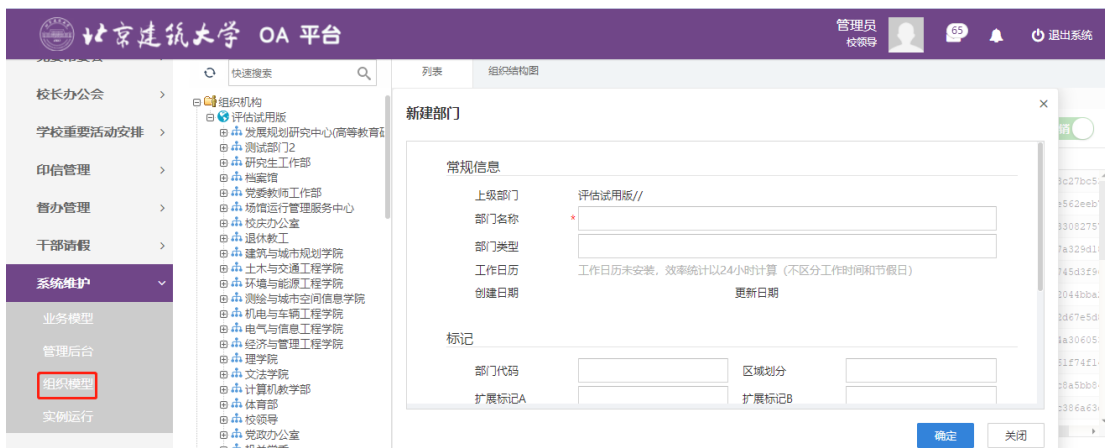 北京建筑大学 OA 平台
管理员
校领导
65
退出系统
校长办公会
学校重要活动安排
印信管理
督办管理
干部请假
系统维护
业务模型
管理后台
组织模型
实例运行
快速搜索
组织机构
评估试用版
发展规划研究中心(高等教育研
测试部门2
研究生工作部
档案馆
党委教师工作部
场馆运行管理服务中心
校庆办公室
退休教工
建筑与城市规划学院
土木与交通工程学院
环境与能源工程学院
测绘与城市空间信息学院
机电与车辆工程学院
电气与信息工程学院
经济与管理工程学院
理学院
文法学院
计算机教学部
体育部
校领导
党政办公室
列表
组织结构图
新建部门
×
常规信息
上级部门 评估试用版//
部门名称 *
部门类型
工作日历 工作日历未安装，效率统计以24小时计算（不区分工作时间和节假日）
创建日期 更新日期
标记
部门代码 区域划分
扩展标记A 扩展标记B
确定 关闭